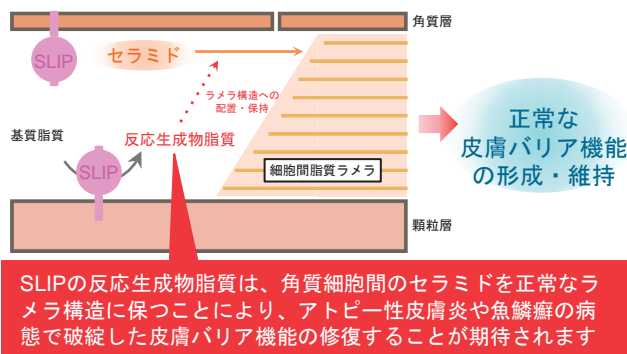 角質層
SLIP
セラミド
ラメラ構造への
配置・保持
基質脂質
反応生成物脂質
SLIP
細胞間脂質ラメラ
正常な
皮膚バリア機能
の形成・維持
顆粒層
SLIPの反応生成物脂質は、角質細胞間のセラミドを正常なラ
メラ構造に保つことにより、アトピー性皮膚炎や魚鱗癬の病
態で破綻した皮膚バリア機能の修復することが期待されます